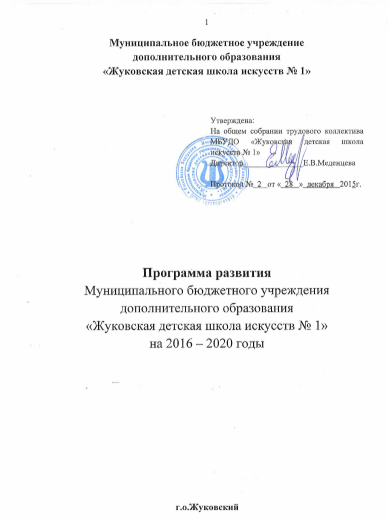 1
Муниципальное бюджетное учреждение
дополнительного образования
«Жуковская детская школа искусств № 1»
Утверждена:
На общем собрании трудового коллектива
МБУДО «Жуковская детская школа
искусств № 1»
Директор Е.В.Меденцева
Протокол № 2 от « 28 » декабря 2015г.
Программа развития
Муниципального бюджетного учреждения
дополнительного образования
«Жуковская детская школа искусств № 1»
на 2016 – 2020 годы
г.о.Жуковский